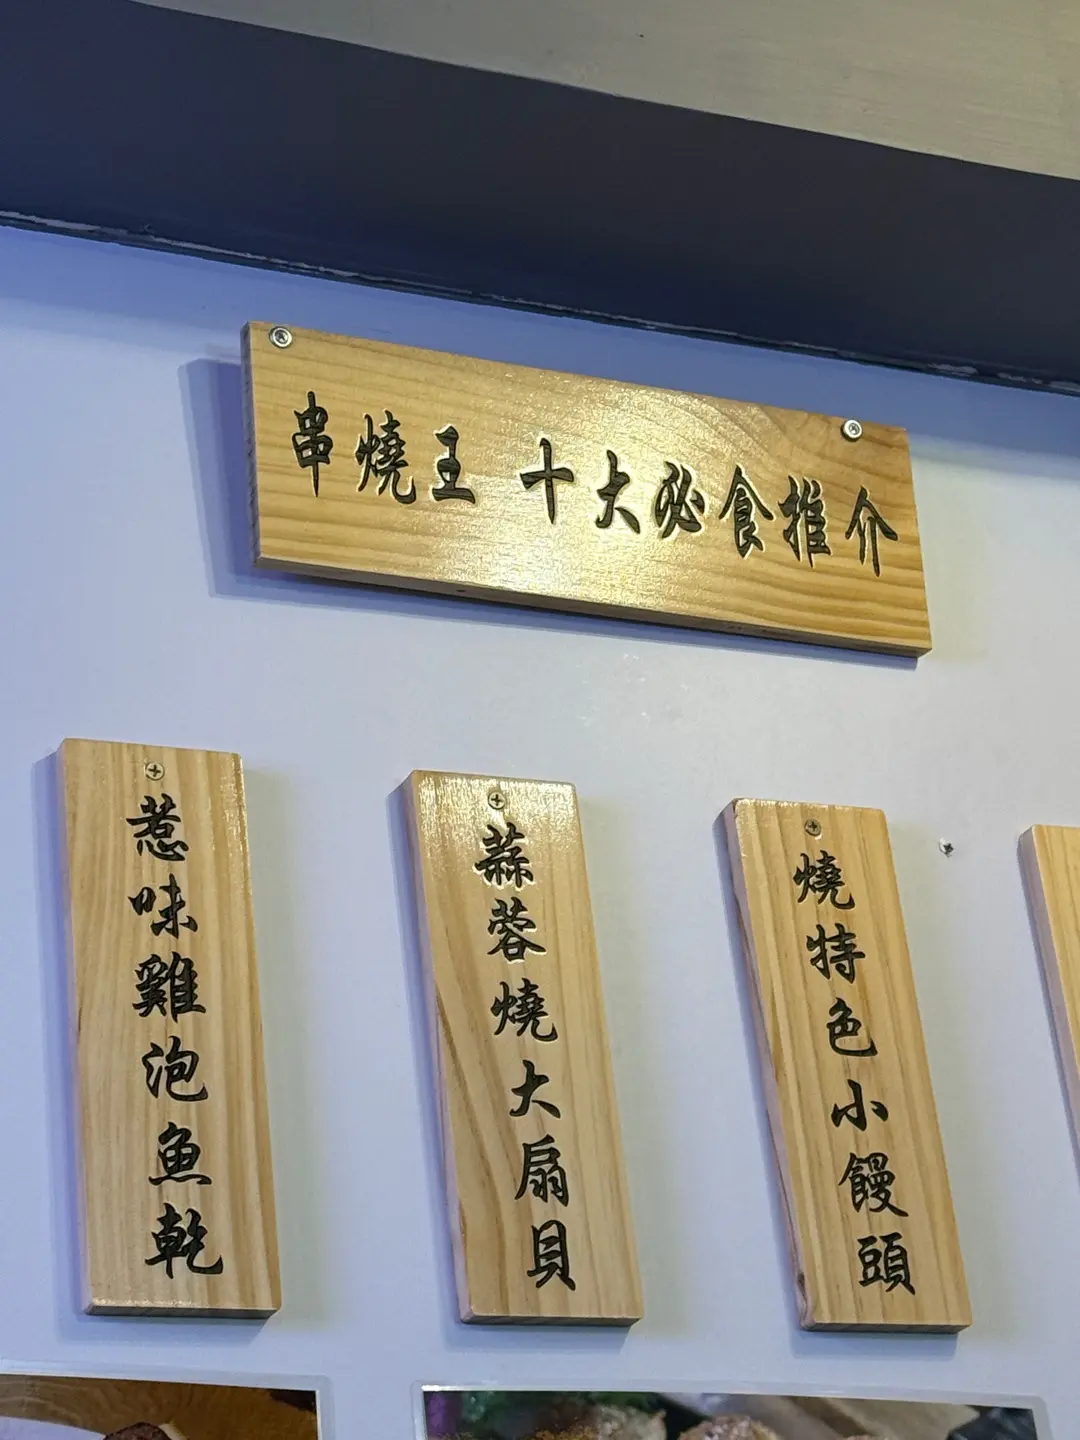 串燒王 十大必食推介
惹味雞泡魚乾
蒜蓉燒大扇貝
燒特色小饅頭